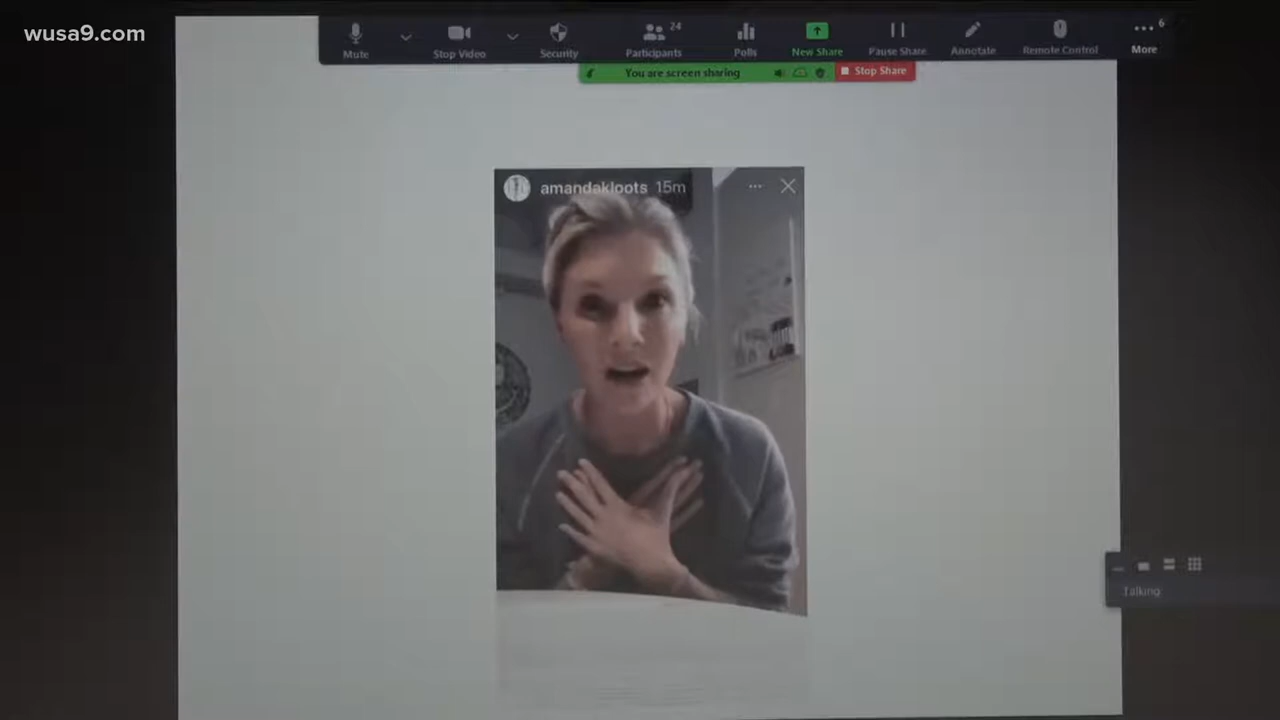 wusa9.com
24
6
Mute
Stop Video
Security
Participants
Polls
New Share
Pause Share
Annotate
Remote Control
More
You are screen sharing
Stop Share
amandakloots 15m
Talking